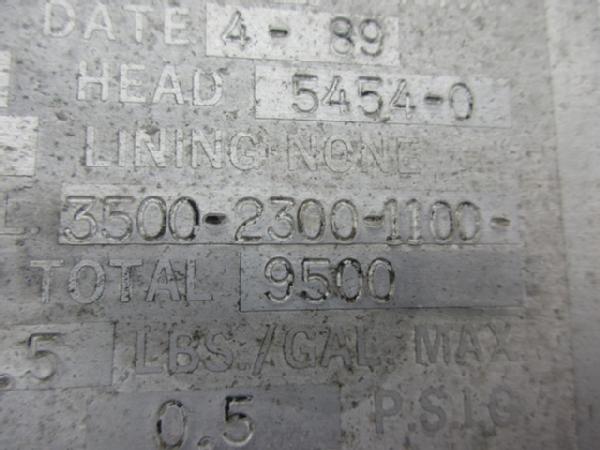 DATE 4-89
HEAD 5454-0
LINING-NONE
L. 3500-2300-1100-
TOTAL 9500
.5 LBS./GAL. MAX
0.5 P.S.I.G